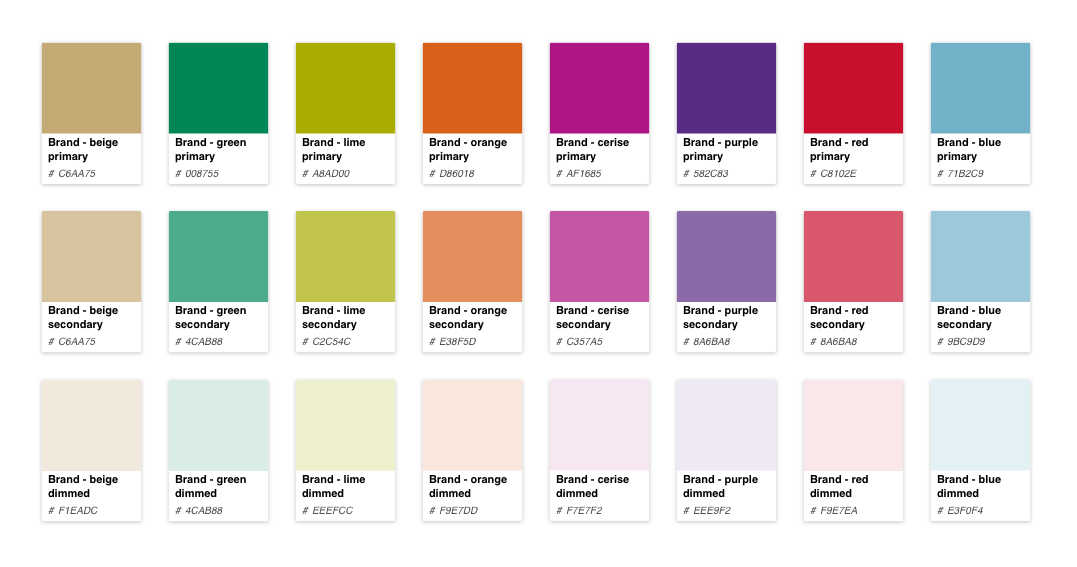 Brand - beige
primary
# C6AA75
Brand - green
primary
# 008755
Brand - lime
primary
# A8AD00
Brand - orange
primary
# D86018
Brand - cerise
primary
# AF1685
Brand - purple
primary
# 582C83
Brand - red
primary
# C8102E
Brand - blue
primary
# 71B2C9
Brand - beige
secondary
# C6AA75
Brand - green
secondary
# 4CAB88
Brand - lime
secondary
# C2C54C
Brand - orange
secondary
# E38F5D
Brand - cerise
secondary
# C357A5
Brand - purple
secondary
# 8A6BA8
Brand - red
secondary
# 8A6BA8
Brand - blue
secondary
# 9BC9D9
Brand - beige
dimmed
# F1EADC
Brand - green
dimmed
# 4CAB88
Brand - lime
dimmed
# EEEFCC
Brand - orange
dimmed
# F9E7DD
Brand - cerise
dimmed
# F7E7F2
Brand - purple
dimmed
# EEE9F2
Brand - red
dimmed
# F9E7EA
Brand - blue
dimmed
# E3F0F4